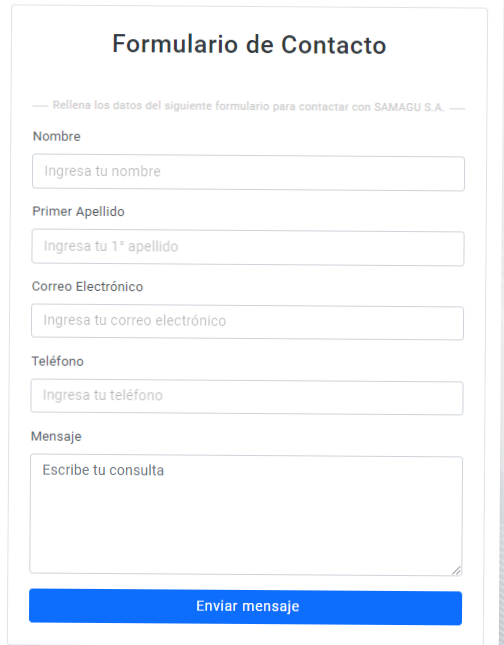 Formulario de Contacto
Rellena los datos del siguiente formulario para contactar con SAMAGU S.A.
Nombre
Ingresa tu nombre
Primer Apellido
Ingresa tu 1° apellido
Correo Electrónico
Ingresa tu correo electrónico
Teléfono
Ingresa tu teléfono
Mensaje
Escribe tu consulta
Enviar mensaje